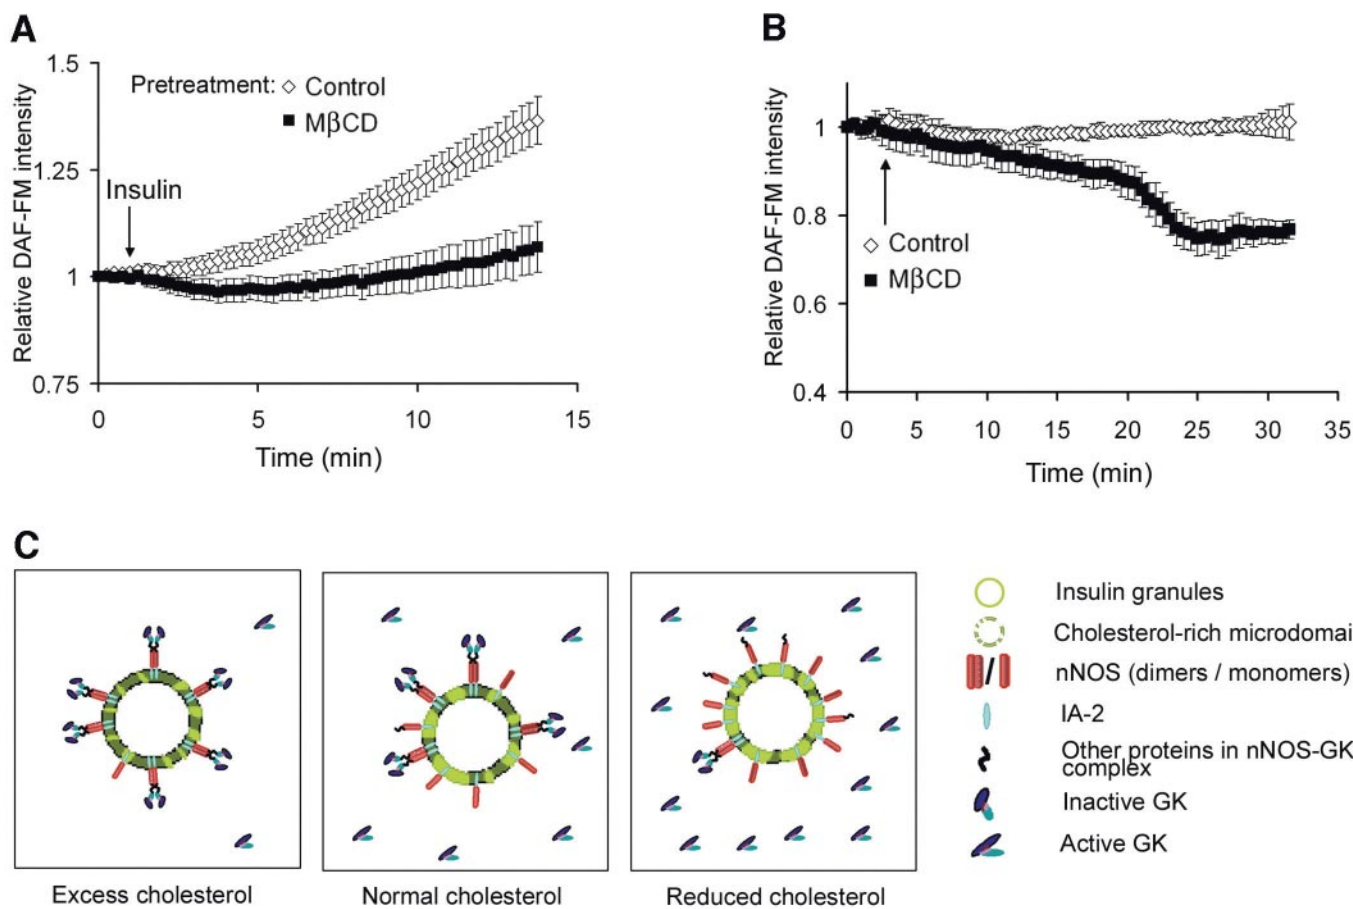 A
1.5
Pretreatment: ◇ Control
■ MβCD
1.25
Insulin
1
0.75
0 5 10 15
Time (min)
Relative DAF-FM intensity
B
1
0.8
◇ Control
■ MβCD
0.6
0.4
0 5 10 15 20 25 30 35
Time (min)
Relative DAF-FM intensity
C
Excess cholesterol
Normal cholesterol
Reduced cholesterol
Insulin granules
Cholesterol-rich microdomai
nNOS (dimers / monomers)
IA-2
Other proteins in nNOS-GK
complex
Inactive GK
Active GK